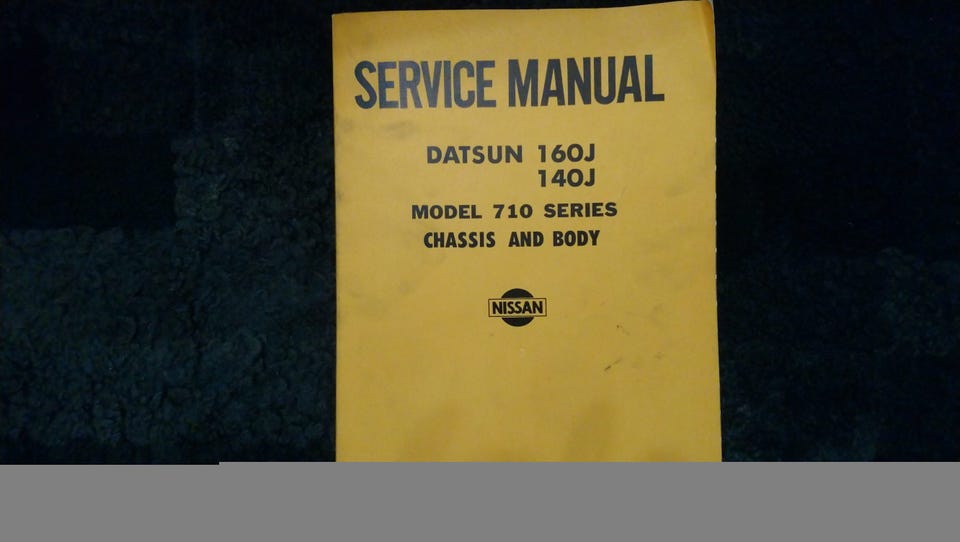 SERVICE MANUAL
DATSUN 160J
140J
MODEL 710 SERIES
CHASSIS AND BODY
NISSAN